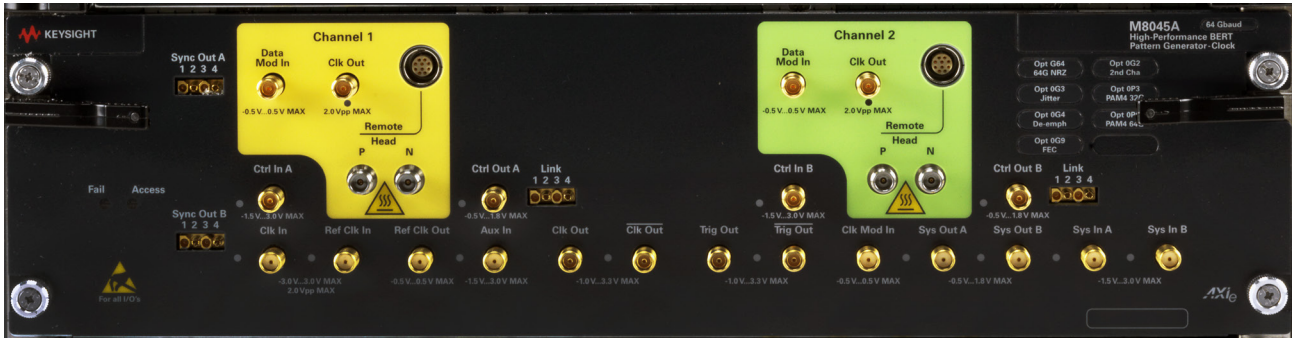 KEYSIGHT
Sync Out A
1 2 3 4
Channel 1
Data
Mod In
Clk Out
-0.5 V...0.5 V MAX
2.0 Vpp MAX
Remote
Head
P N
Channel 2
Data
Mod In
Clk Out
-0.5 V...0.5 V MAX
2.0 Vpp MAX
Remote
Head
P N
M8045A
64 Gbaud
High-Performance BERT
Pattern Generator-Clock
Opt G64
64G NRZ
Opt 0G2
2nd Cha
Opt 0G3
Jitter
Opt 0P3
PAM4
Opt 0G4
De-emph
Opt
PAM4
Opt 0G9
FEC
Fail
Access
Ctrl In A
-1.5 V...3.0 V MAX
Ctrl Out A
-0.5 V...1.8 V MAX
Link
1 2 3 4
Ctrl In B
-1.5 V...3.0 V MAX
Ctrl Out B
-0.5 V...1.8 V MAX
Link
1 2 3 4
Sync Out B
1 2 3 4
Clk In
Ref Clk In
-3.0 V...3.0 V MAX
2.0 Vpp MAX
Ref Clk Out
-0.5 V...0.5 V MAX
Aux In
-1.5 V...3.0 V MAX
Clk Out
Clk Out
-1.0 V...3.3 V MAX
Trig Out
Trig Out
-1.0 V...3.3 V MAX
Clk Mod In
-0.5 V...0.5 V MAX
Sys Out A
Sys Out B
-0.5 V...1.8 V MAX
Sys In A
Sys In B
-1.5 V...3.0 V MAX
For all I/O's
AXIe